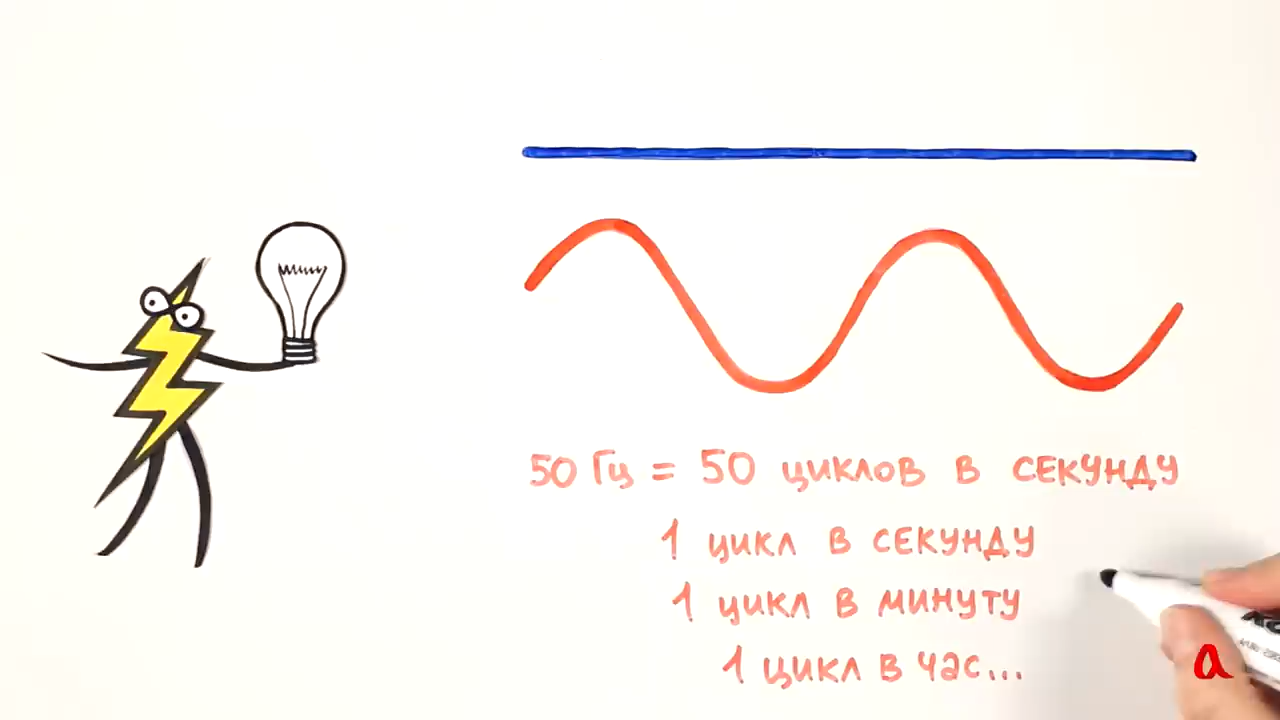 50 Гц = 50 циклов в секунду
1 цикл в секунду
1 цикл в минуту
1 цикл в час...
a